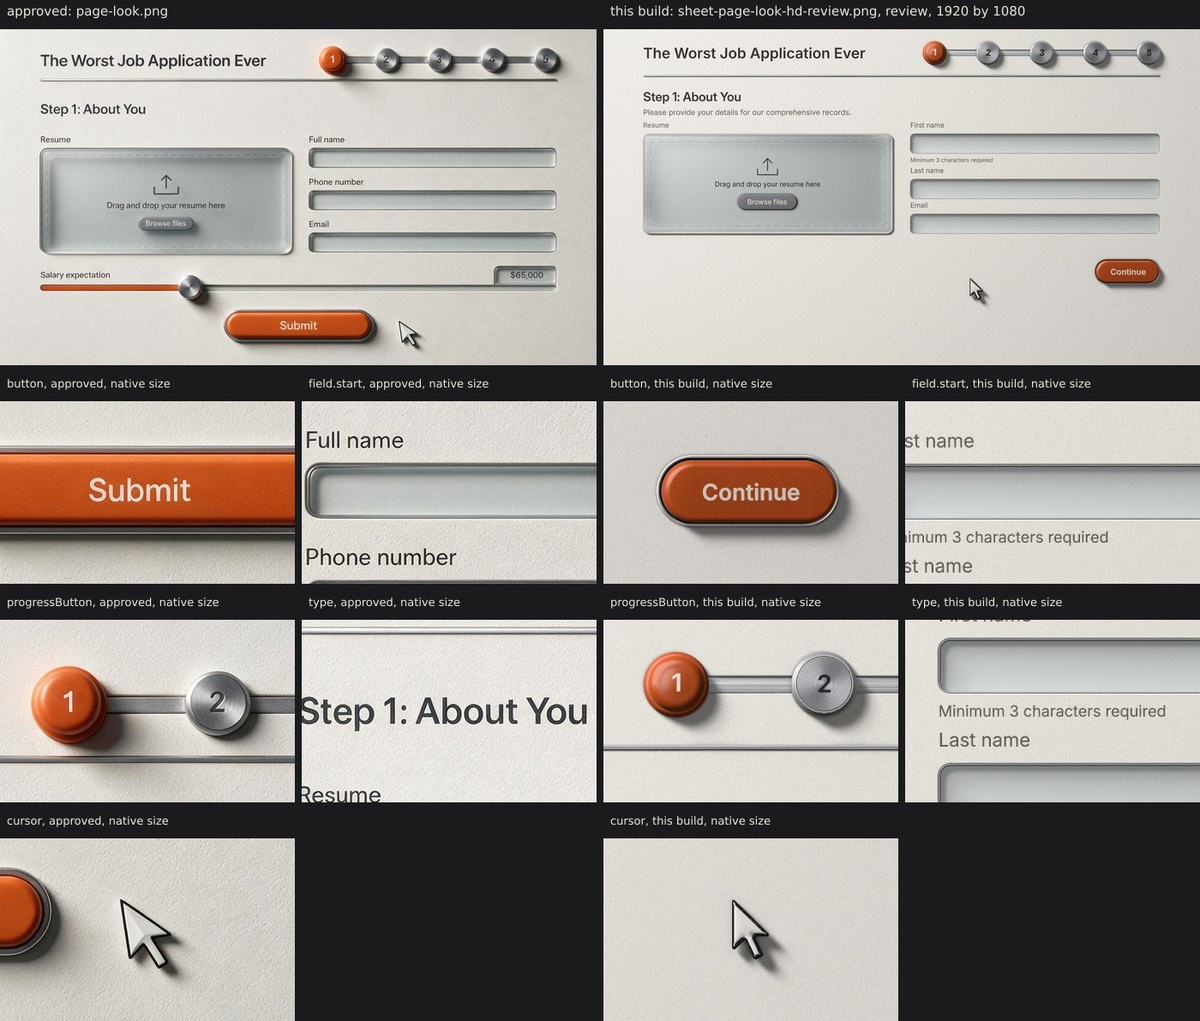 approved: page-look.png
this build: sheet-page-look-hd-review.png, review, 1920 by 1080
The Worst Job Application Ever
1 2 3 4 5
Step 1: About You
Resume
Full name
Drag and drop your resume here
Browse files
Phone number
Email
Salary expectation
$65,000
Submit
The Worst Job Application Ever
1 2 3 4 5
Step 1: About You
Please provide your details for our comprehensive records.
Resume
First name
Drag and drop your resume here
Browse files
Minimum 3 characters required
Last name
Email
Continue
button, approved, native size
field.start, approved, native size
button, this build, native size
field.start, this build, native size
Submit
Full name
Phone number
Continue
st name
imum 3 characters required
st name
progressButton, approved, native size
type, approved, native size
progressButton, this build, native size
type, this build, native size
1 2
Step 1: About You
Resume
1 2
First name
Minimum 3 characters required
Last name
cursor, approved, native size
cursor, this build, native size